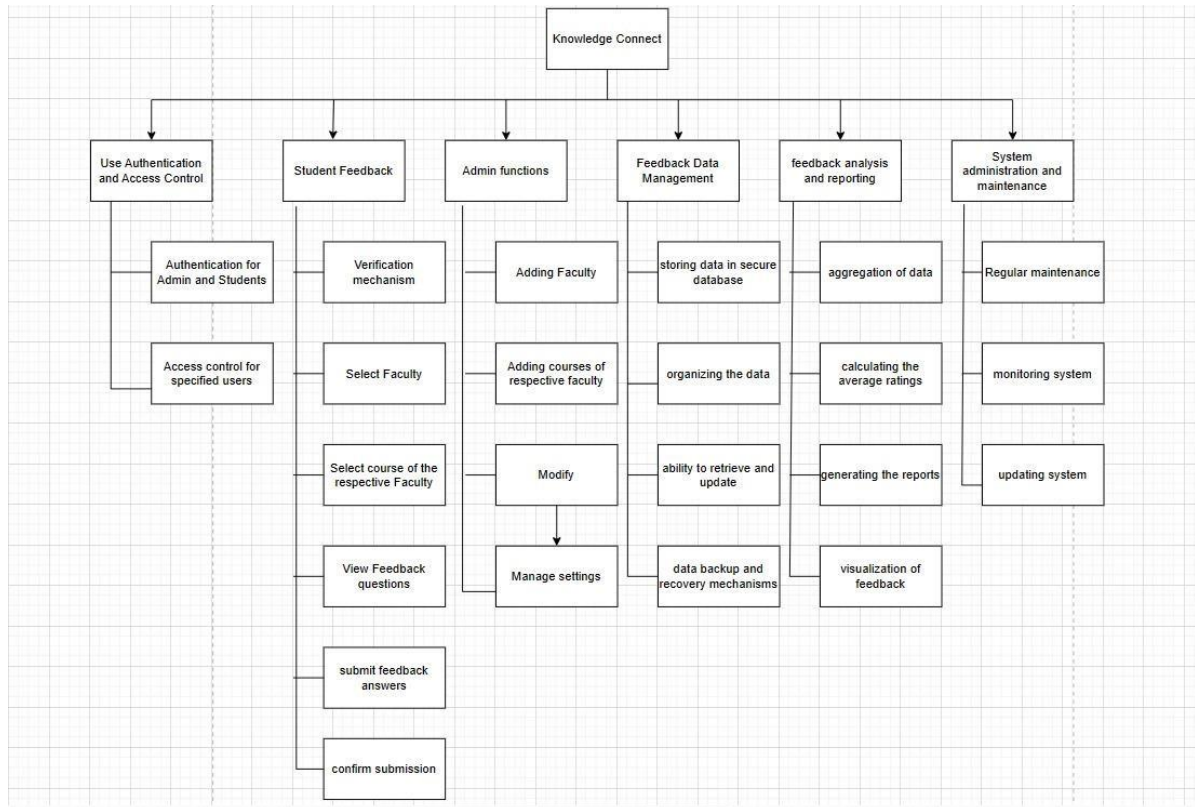 Knowledge Connect
Use Authentication
and Access Control
Student Feedback
Admin functions
Feedback Data
Management
feedback analysis
and reporting
System
administration and
maintenance
Authentication for
Admin and Students
Access control for
specified users
Verification
mechanism
Select Faculty
Select course of the
respective Faculty
View Feedback
questions
submit feedback
answers
confirm submission
Adding Faculty
Adding courses of
respective faculty
Modify
Manage settings
storing data in secure
database
organizing the data
ability to retrieve and
update
data backup and
recovery mechanisms
aggregation of data
calculating the
average ratings
generating the reports
visualization of
feedback
Regular maintenance
monitoring system
updating system